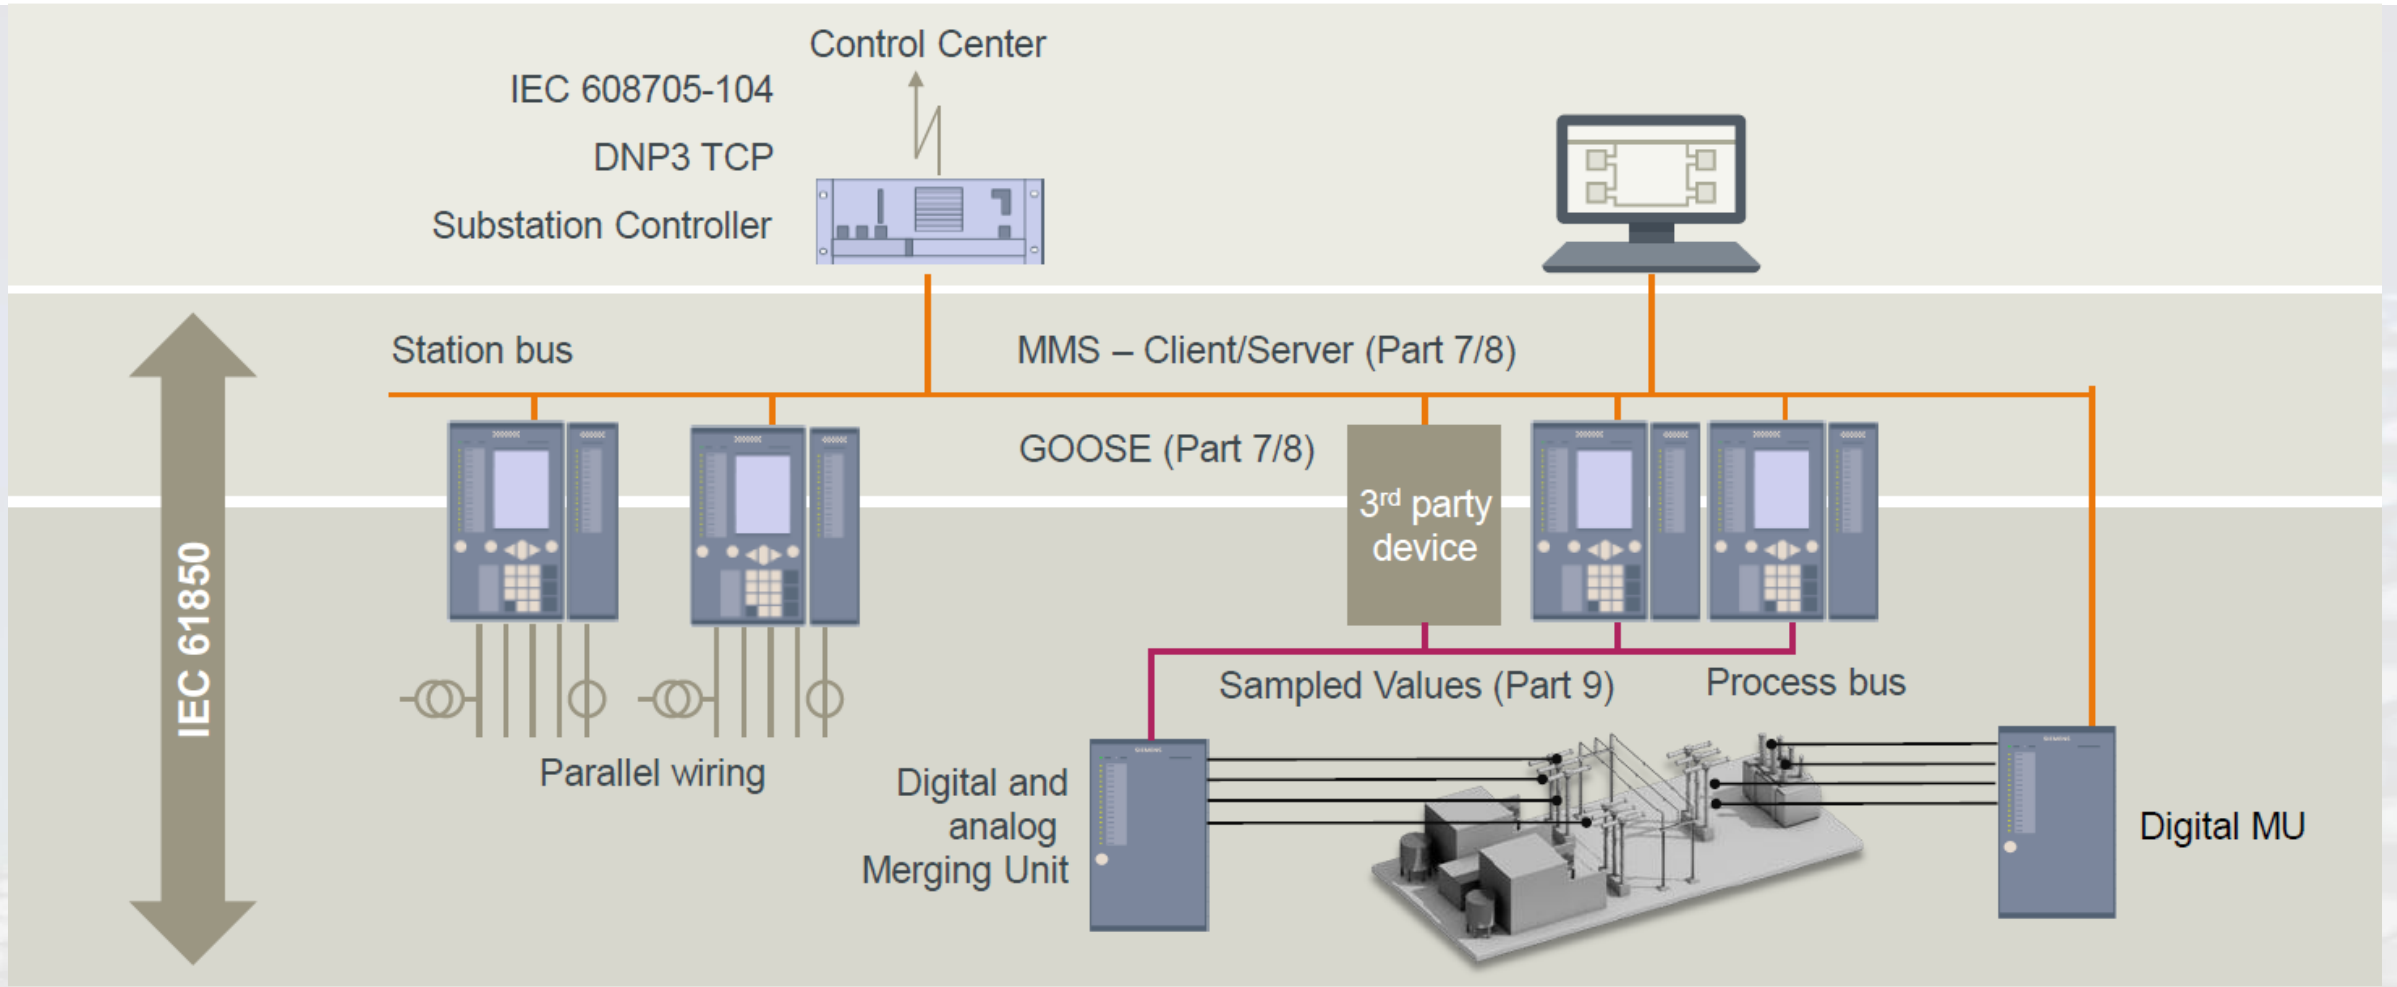 Control Center
IEC 608705-104
DNP3 TCP
Substation Controller
Station bus
MMS – Client/Server (Part 7/8)
GOOSE (Part 7/8)
3rd party
device
IEC 61850
Sampled Values (Part 9)
Process bus
Parallel wiring
Digital and
analog
Merging Unit
SIEMENS
SIEMENS
Digital MU